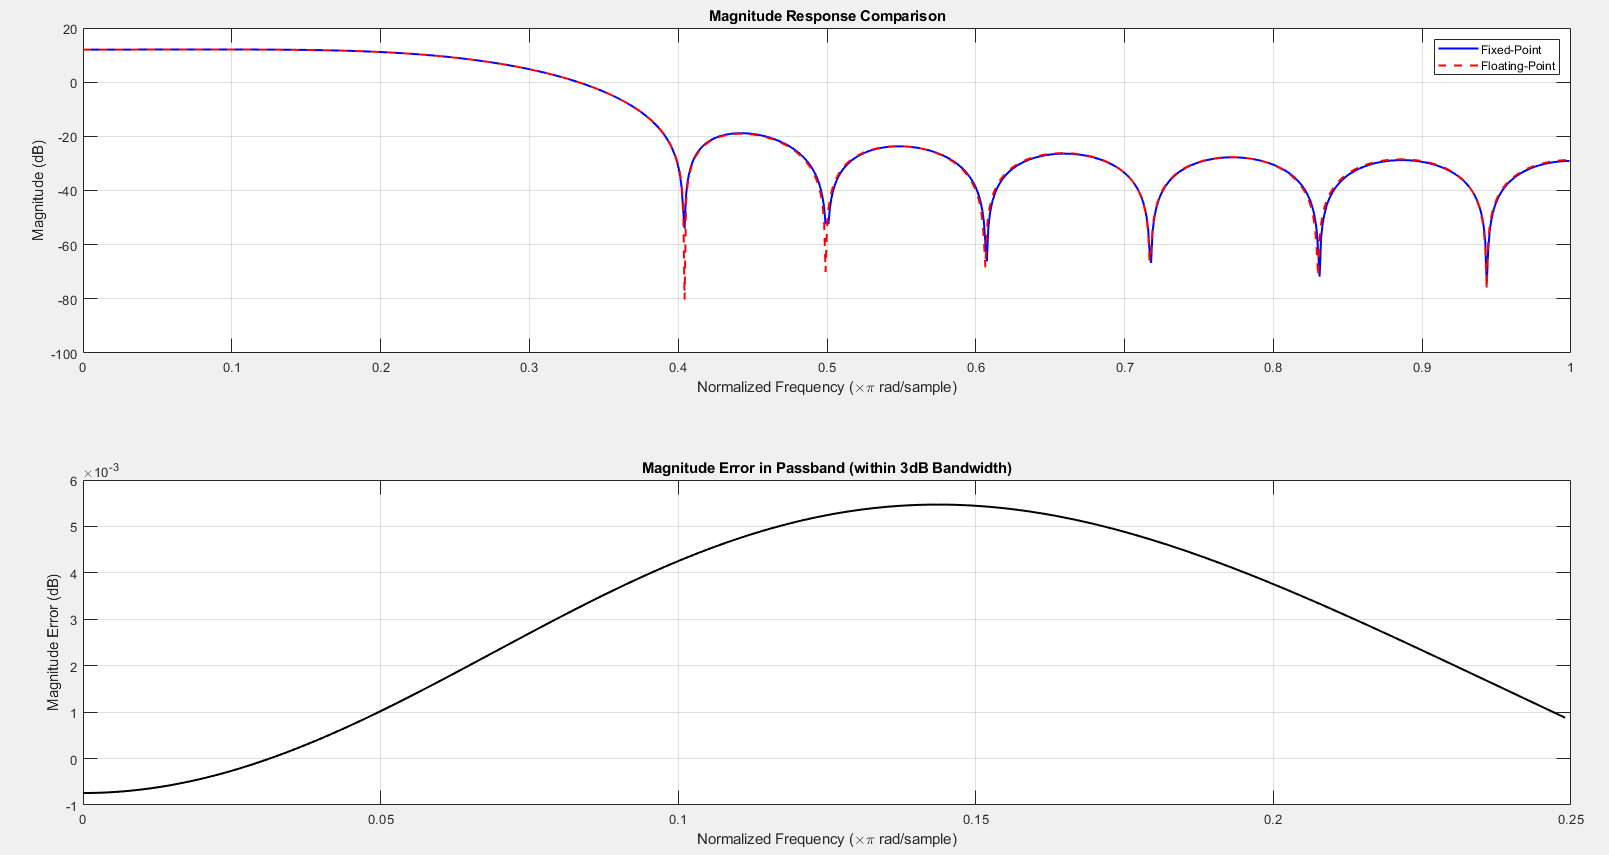 Magnitude Response Comparison
20
0
-20
-40
-60
-80
-100
Magnitude (dB)
Fixed-Point
Floating-Point
0 0.1 0.2 0.3 0.4 0.5 0.6 0.7 0.8 0.9 1
Normalized Frequency (×π rad/sample)
Magnitude Error in Passband (within 3dB Bandwidth)
×10⁻³
6
5
4
3
2
1
0
-1
Magnitude Error (dB)
0 0.05 0.1 0.15 0.2 0.25
Normalized Frequency (×π rad/sample)